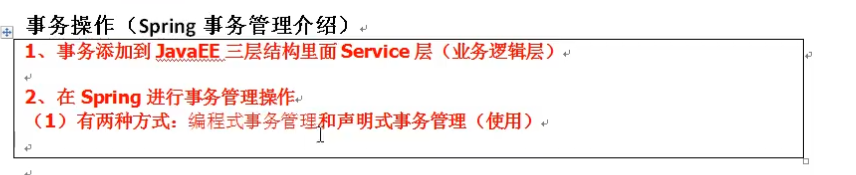 事务操作（Spring 事务管理介绍）
1、事务添加到 JavaEE 三层结构里面 Service 层（业务逻辑层）
2、在 Spring 进行事务管理操作
（1）有两种方式：编程式事务管理和声明式事务管理（使用）